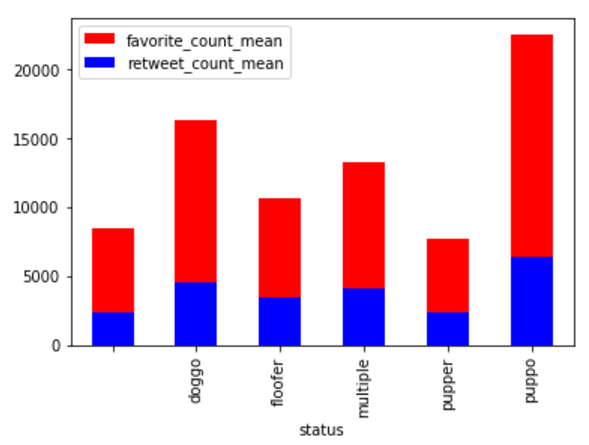 favorite_count_mean
retweet_count_mean
20000
15000
10000
5000
0
doggo
floofer
multiple
pupper
puppo
status